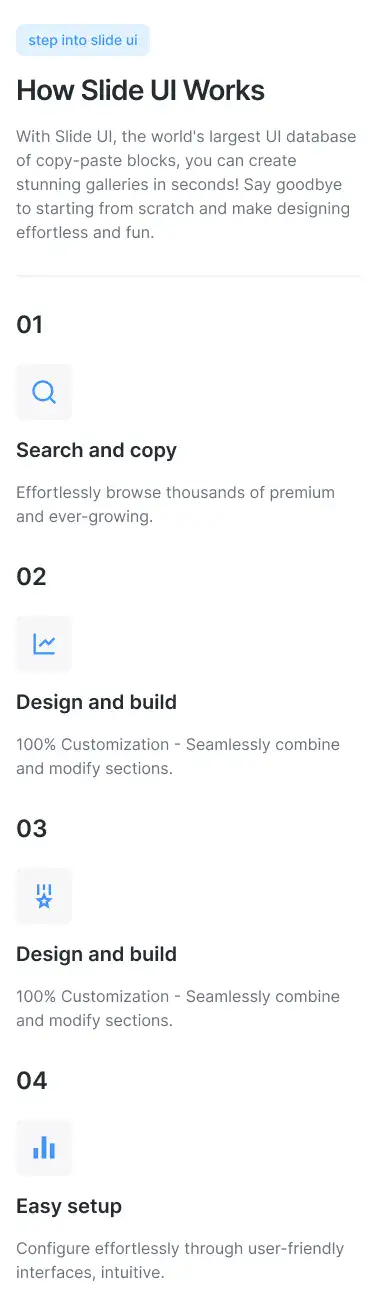 step into slide ui
How Slide UI Works
With Slide UI, the world's largest UI database
of copy-paste blocks, you can create
stunning galleries in seconds! Say goodbye
to starting from scratch and make designing
effortless and fun.
01
Search and copy
Effortlessly browse thousands of premium
and ever-growing.
02
Design and build
100% Customization - Seamlessly combine
and modify sections.
03
Design and build
100% Customization - Seamlessly combine
and modify sections.
04
Easy setup
Configure effortlessly through user-friendly
interfaces, intuitive.